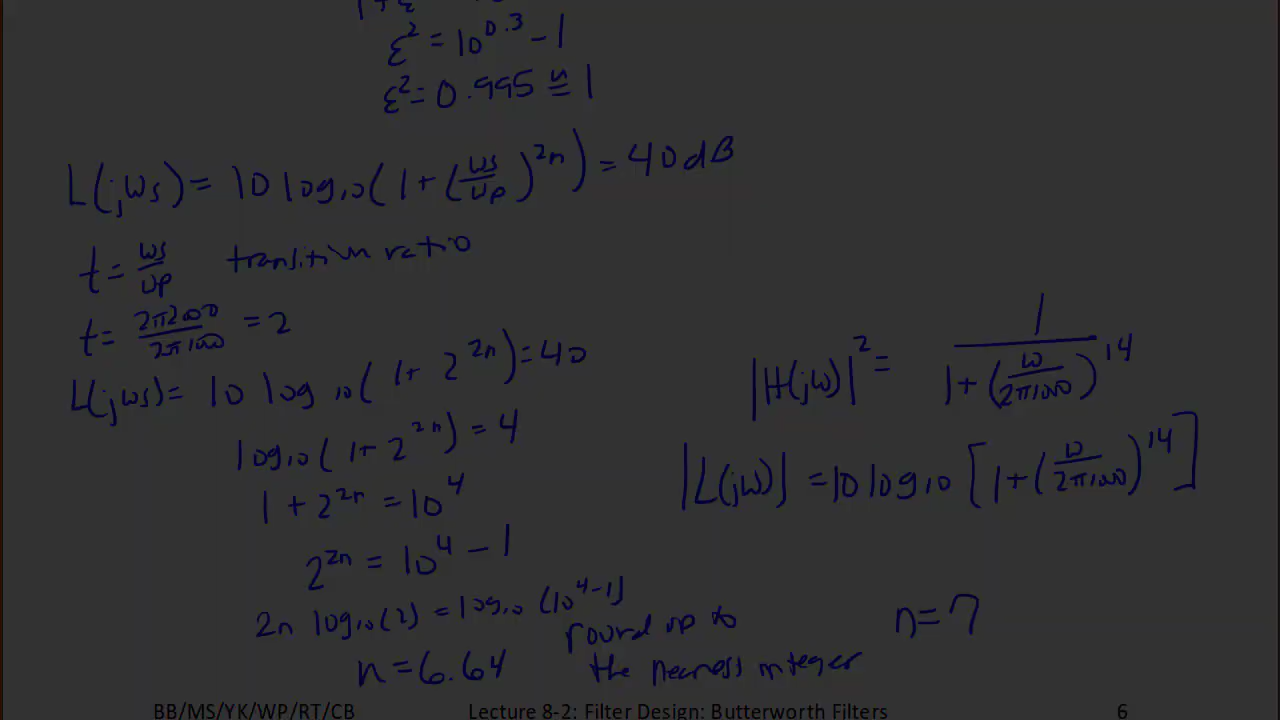 1+ε
ε² = 10^0.3 - 1
ε² = 0.995 ≅ 1
L(jωs) = 10 log10(1+(ωs/ωp)^2n) = 40dB
t = ωs/ωp transition ratio
t = 2π200/2π100 = 2
L(jωs) = 10 log10(1+2^2n) = 40
log10(1+2^2n) = 4
1+2^2n = 10^4
2^2n = 10^4 - 1
2n log10(2) = log10(10^4-1)
n = 6.64
round up to
the nearest integer
|H(jω)|² = 1/(1+(ω/2π100)^14)
|L(jω)| = 10 log10[1+(ω/2π100)^14]
n = 7
BB/MS/YK/WP/RT/CB Lecture 8-2: Filter Design: Butterworth Filters 6